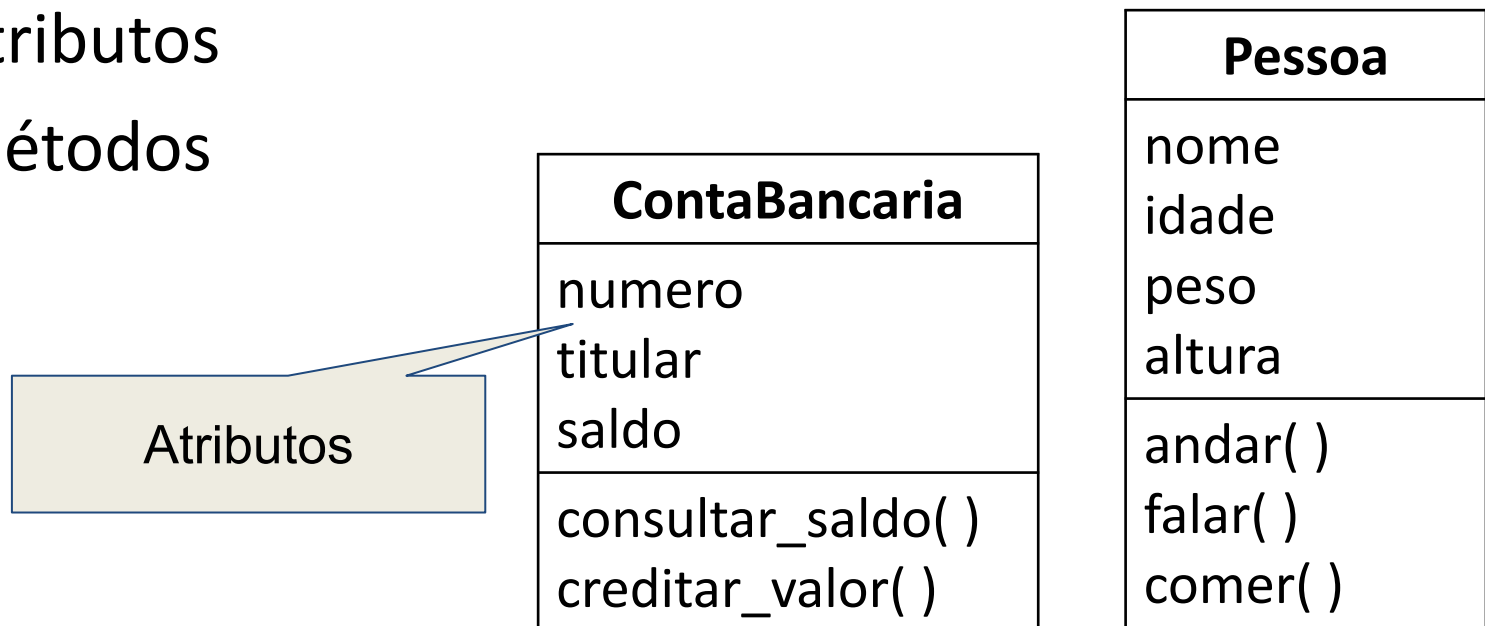 tributos
étodos
ContaBancaria
numero
titular
saldo
consultar_saldo( )
creditar_valor( )
Atributos
Pessoa
nome
idade
peso
altura
andar( )
falar( )
comer( )